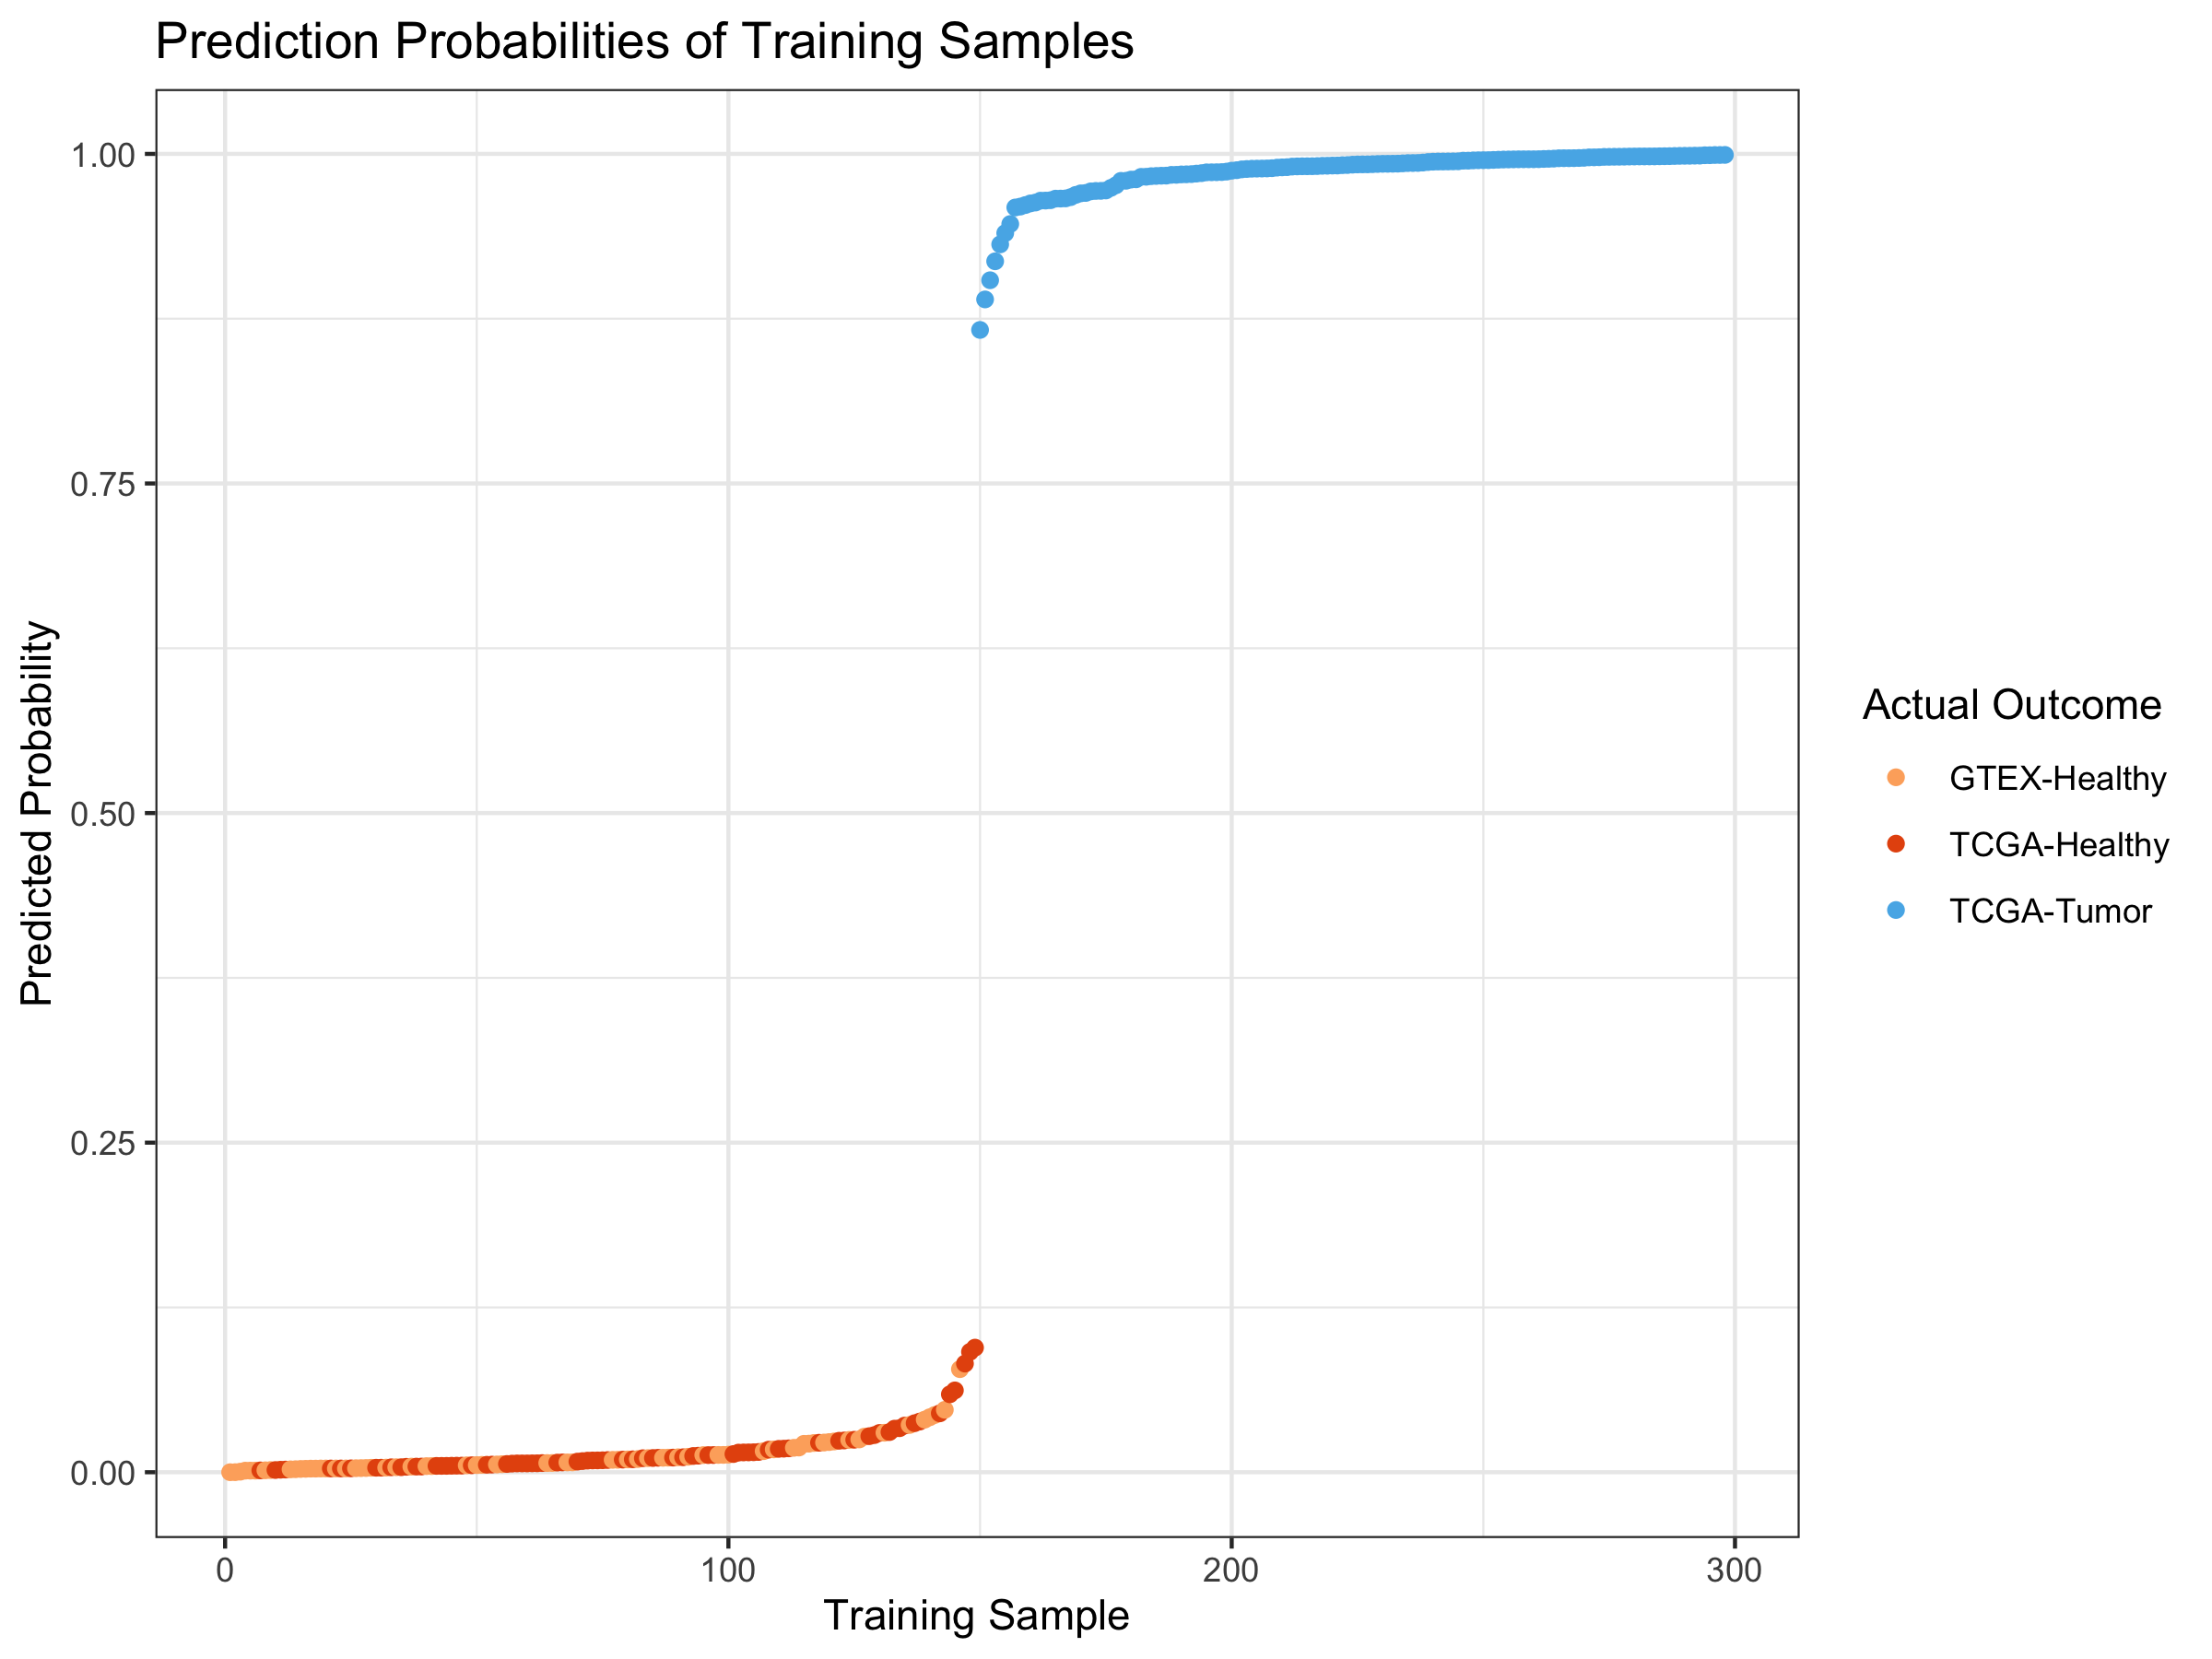 Prediction Probabilities of Training Samples
1.00
0.75
0.50
0.25
0.00
Predicted Probability
0 100 200 300
Training Sample
Actual Outcome
GTEX-Healthy
TCGA-Healthy
TCGA-Tumor